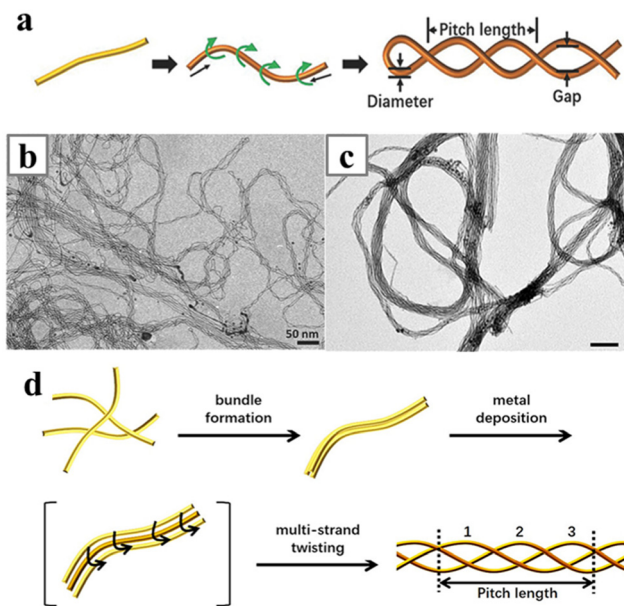 a
Pitch length
Diameter
Gap
b
50 nm
c
d
bundle
formation
metal
deposition
multi-strand
twisting
1 2 3
Pitch length